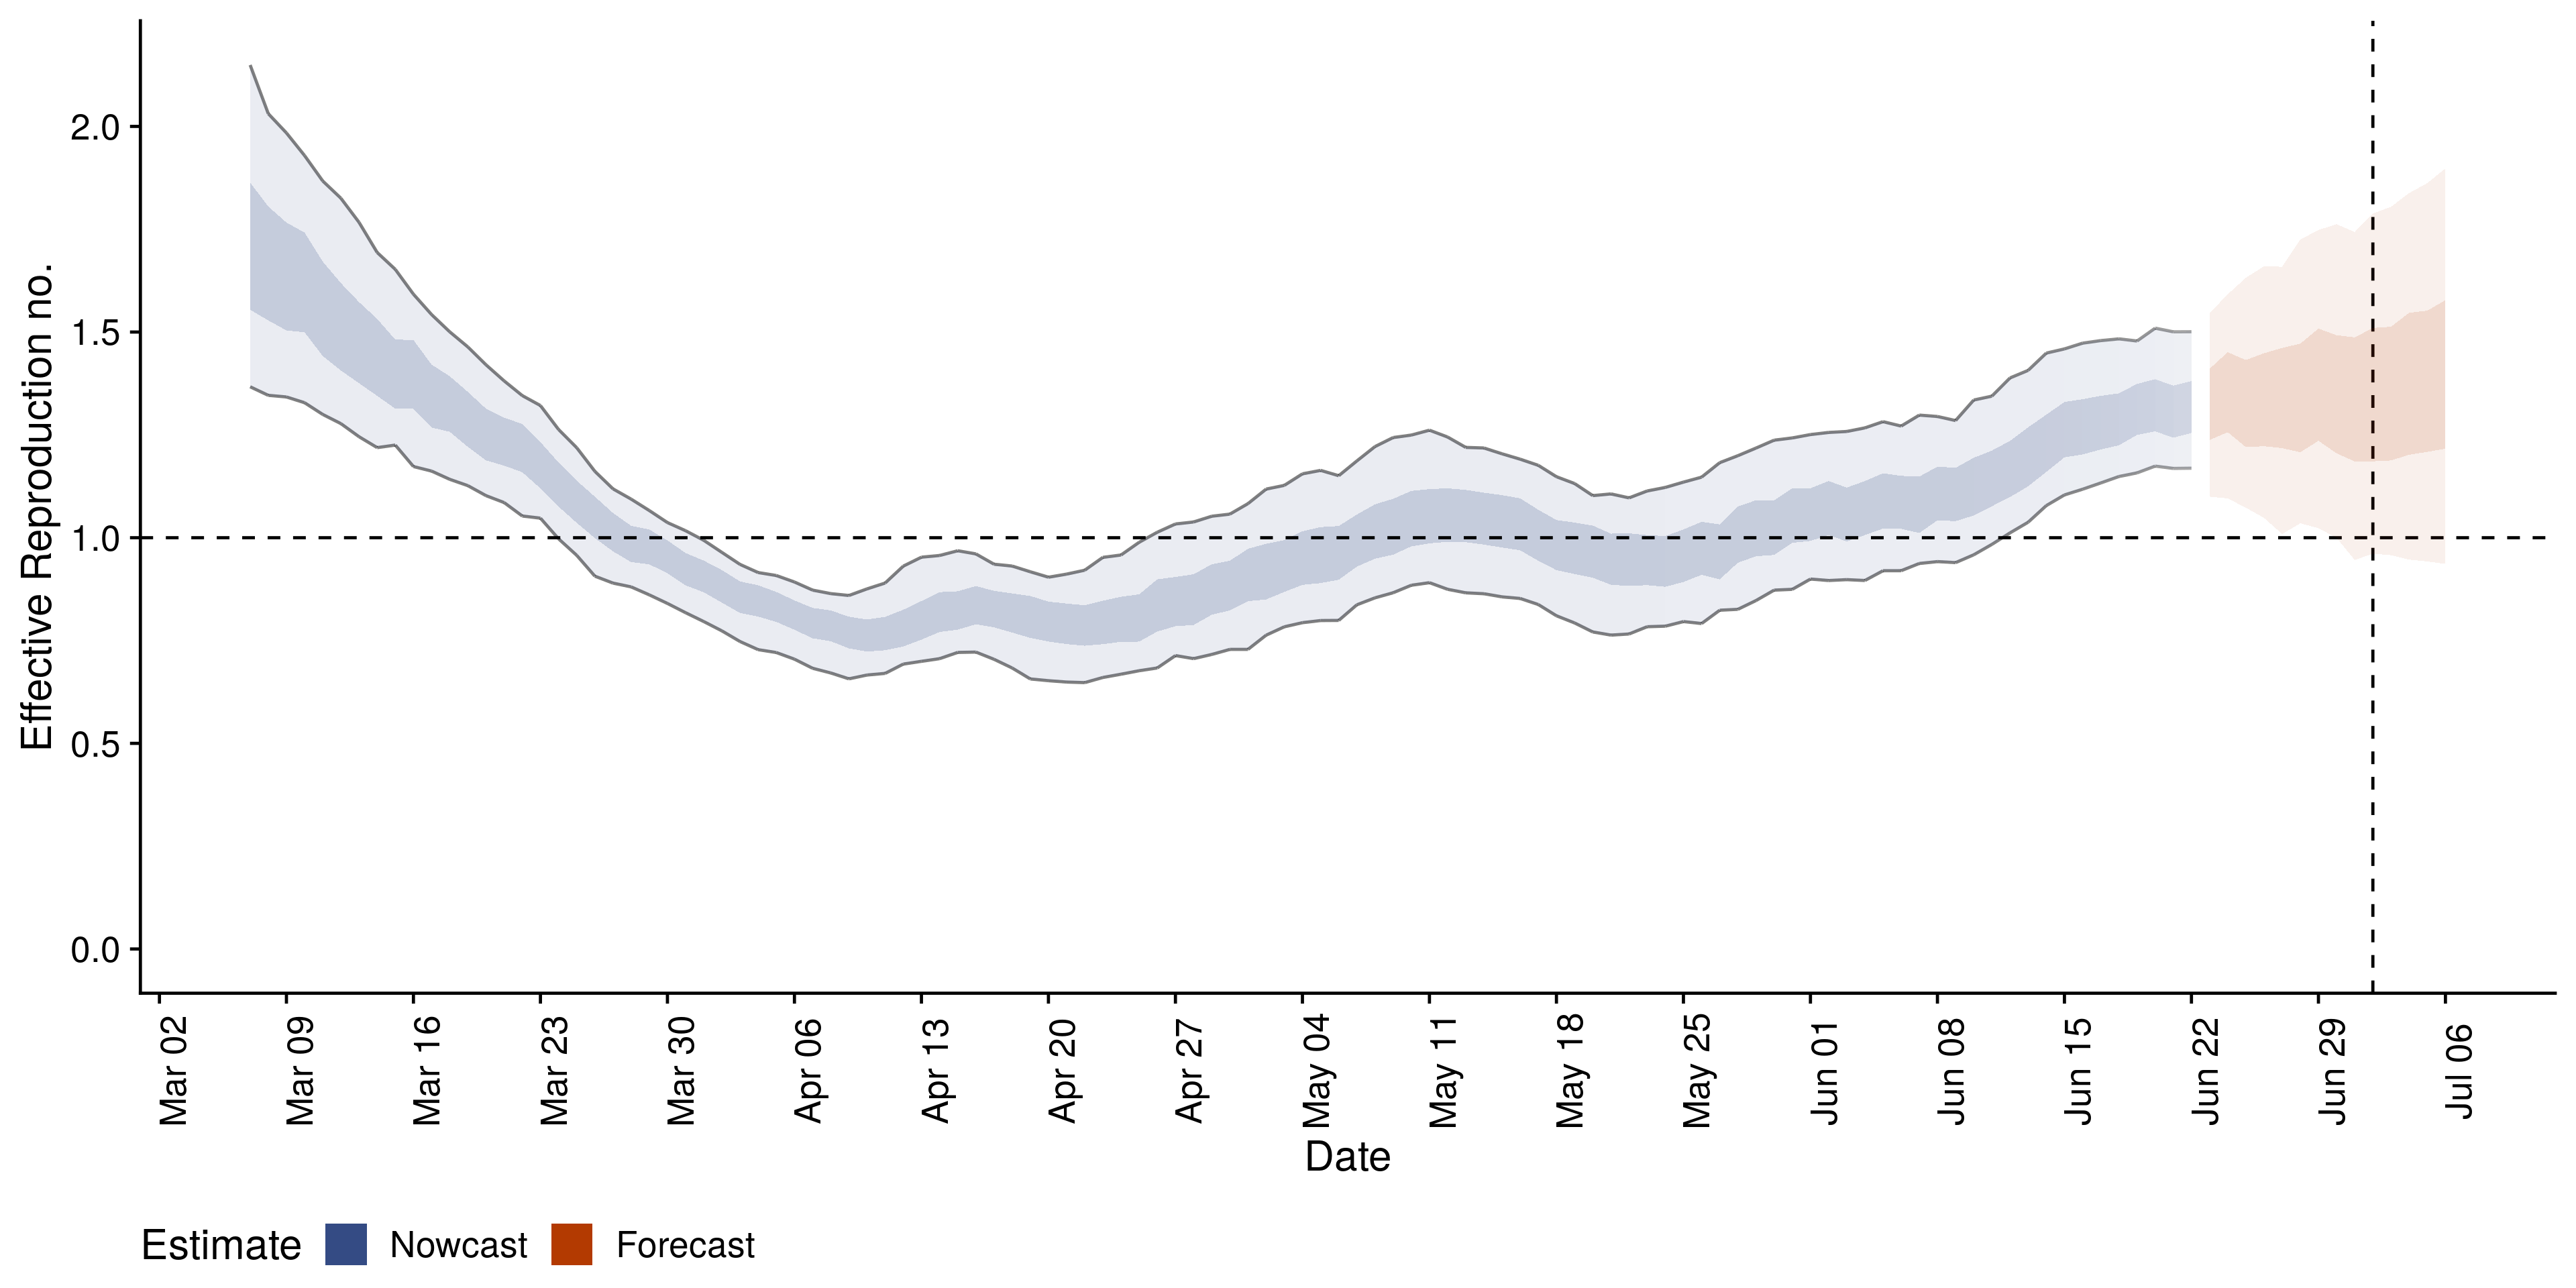 Effective Reproduction no.
2.0
1.5
1.0
0.5
0.0
Mar 02
Mar 09
Mar 16
Mar 23
Mar 30
Apr 06
Apr 13
Apr 20
Apr 27
May 04
May 11
May 18
May 25
Jun 01
Jun 08
Jun 15
Jun 22
Jun 29
Jul 06
Date
Estimate Nowcast Forecast